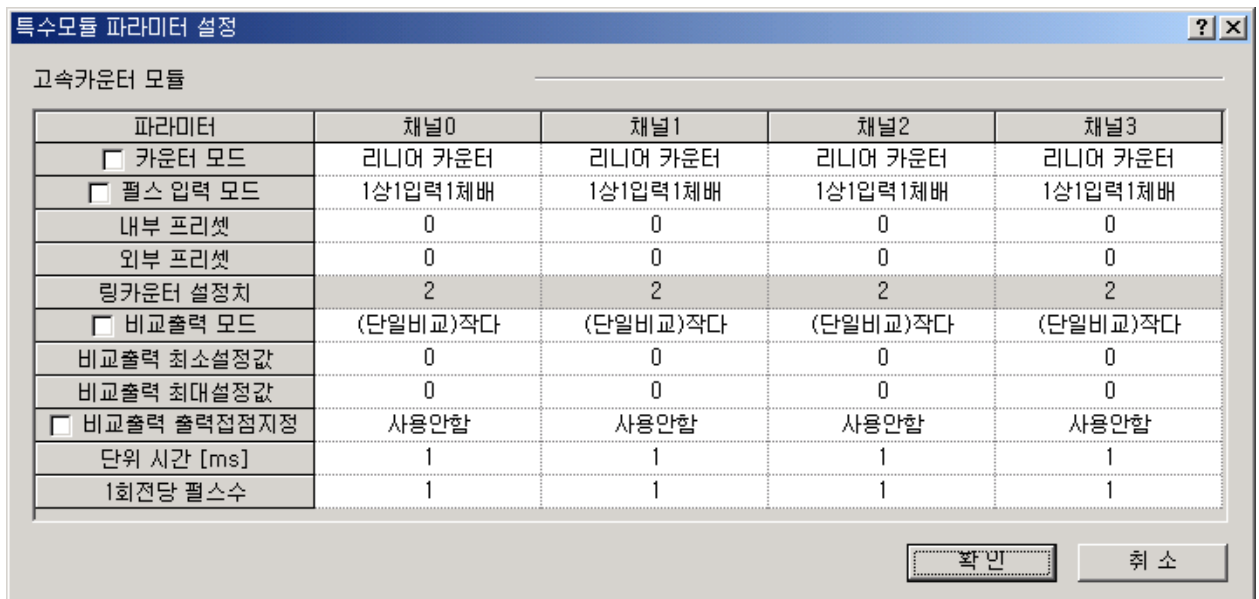 특수모듈 파라미터 설정
고속카운터 모듈
파라미터 채널0 채널1 채널2 채널3
카운터 모드 리니어 카운터 리니어 카운터 리니어 카운터 리니어 카운터
펄스 입력 모드 1상1입력1체배 1상1입력1체배 1상1입력1체배 1상1입력1체배
내부 프리셋 0 0 0 0
외부 프리셋 0 0 0 0
링카운터 설정치 2 2 2 2
비교출력 모드 (단일비교)작다 (단일비교)작다 (단일비교)작다 (단일비교)작다
비교출력 최소설정값 0 0 0 0
비교출력 최대설정값 0 0 0 0
비교출력 출력접점지정 사용안함 사용안함 사용안함 사용안함
단위 시간 [ms] 1 1 1 1
1회전당 펄스수 1 1 1 1
확 인 취 소